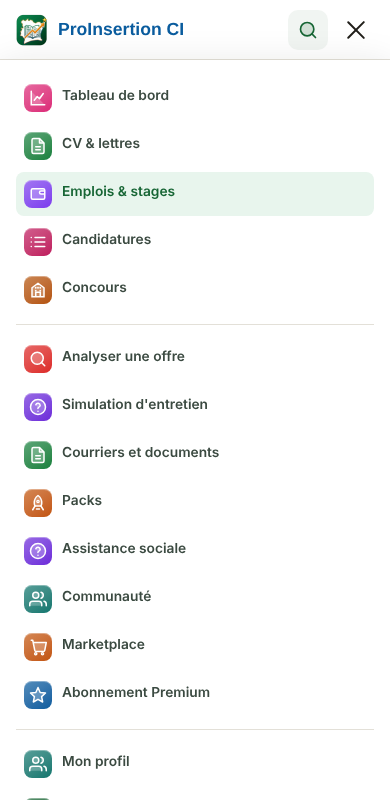 ProInsertion CI
Tableau de bord
CV & lettres
Emplois & stages
Candidatures
Concours
Analyser une offre
Simulation d'entretien
Courriers et documents
Packs
Assistance sociale
Communauté
Marketplace
Abonnement Premium
Mon profil